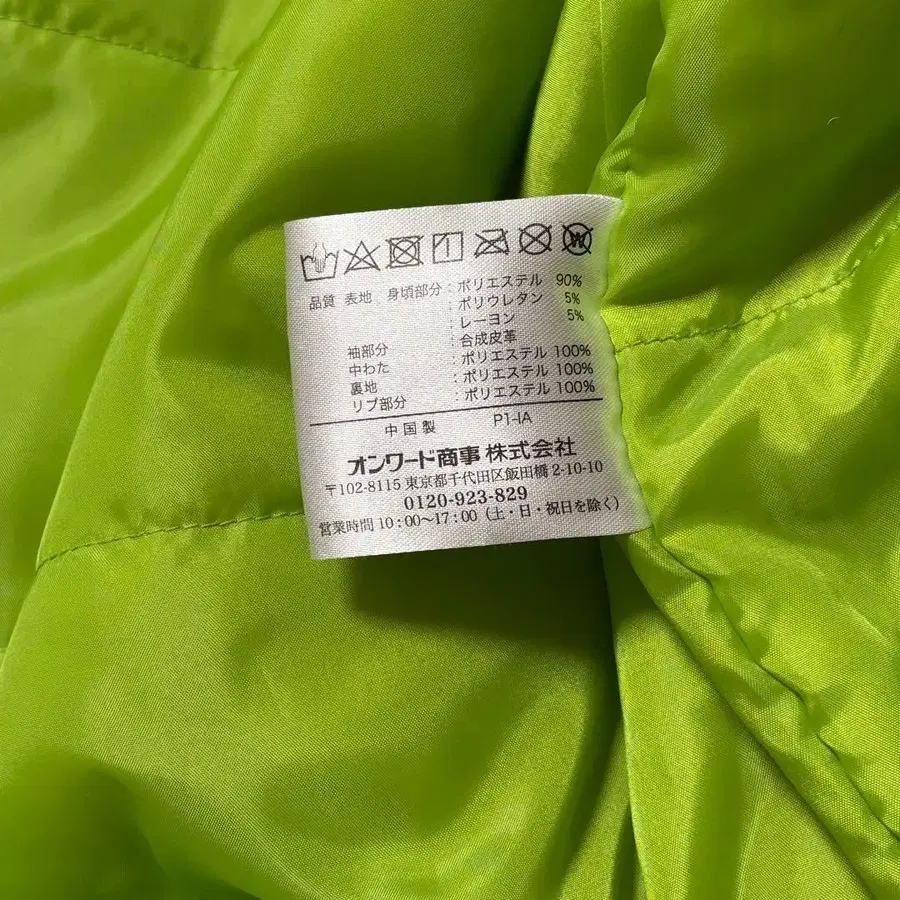 品質 表地 身頃部分 : ポリエステル 90%
: ポリウレタン 5%
: レーヨン 5%
袖部分 : 合成皮革
中わた : ポリエステル 100%
裏地 : ポリエステル 100%
リブ部分 : ポリエステル 100%
中国製 P1-IA
オンワード商事 株式会社
〒102-8115 東京都千代田区飯田橋 2-10-10
0120-923-829
営業時間 10:00〜17:00 (土・日・祝日を除く)